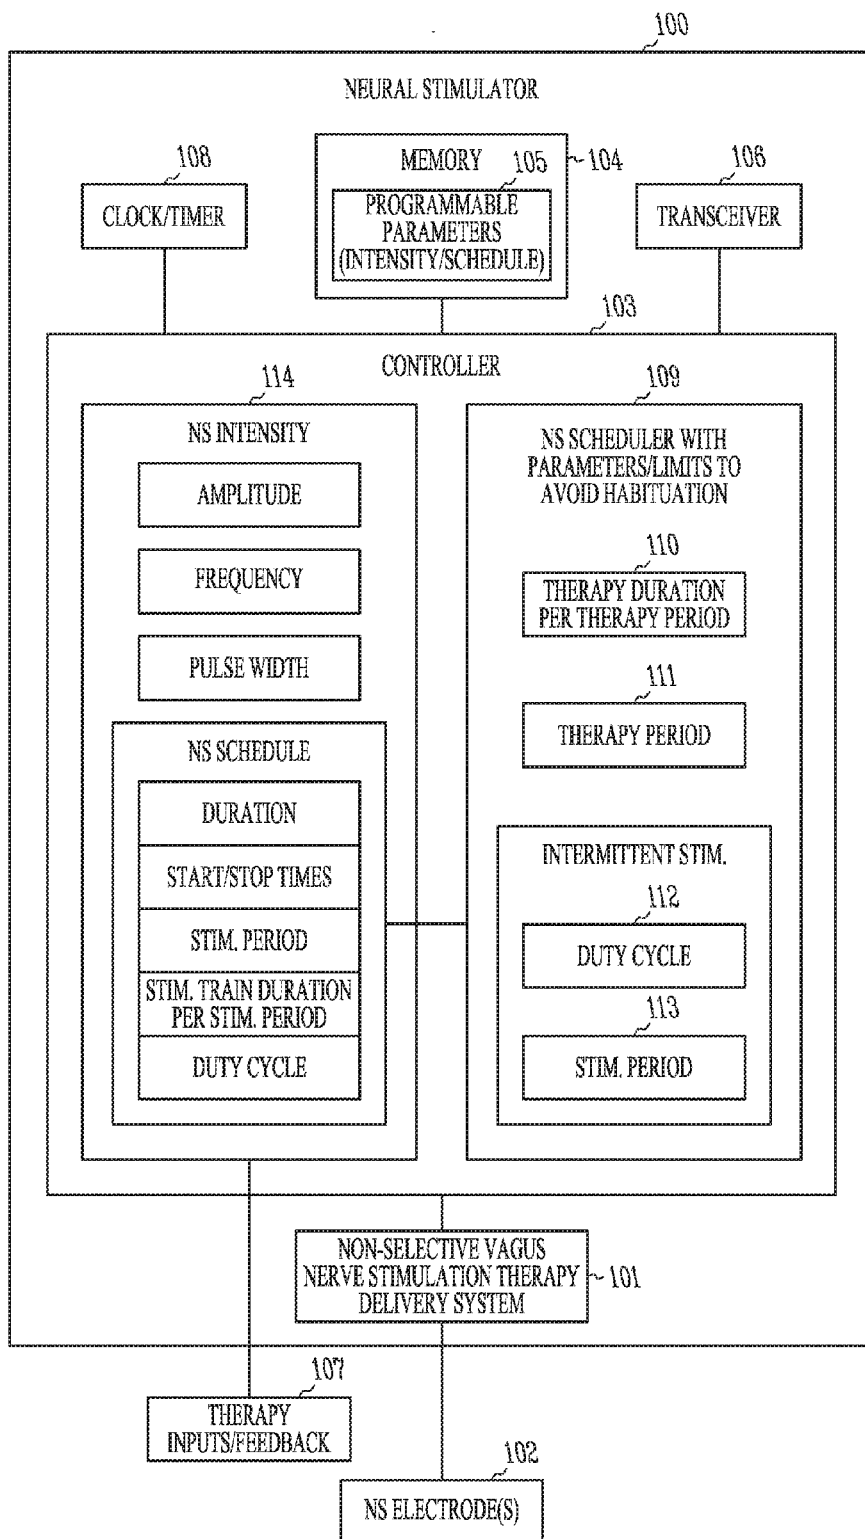 100
NEURAL STIMULATOR
108
CLOCK/TIMER
MEMORY
104
105
PROGRAMMABLE
PARAMETERS
(INTENSITY/SCHEDULE)
106
TRANSCEIVER
103
CONTROLLER
114
NS INTENSITY
AMPLITUDE
FREQUENCY
PULSE WIDTH
NS SCHEDULE
DURATION
START/STOP TIMES
STIM. PERIOD
STIM. TRAIN DURATION
PER STIM. PERIOD
DUTY CYCLE
109
NS SCHEDULER WITH
PARAMETERS/LIMITS TO
AVOID HABITUATION
110
THERAPY DURATION
PER THERAPY PERIOD
111
THERAPY PERIOD
INTERMITTENT STIM.
112
DUTY CYCLE
113
STIM. PERIOD
NON-SELECTIVE VAGUS
NERVE STIMULATION THERAPY
DELIVERY SYSTEM
101
107
THERAPY
INPUTS/FEEDBACK
102
NS ELECTRODE(S)